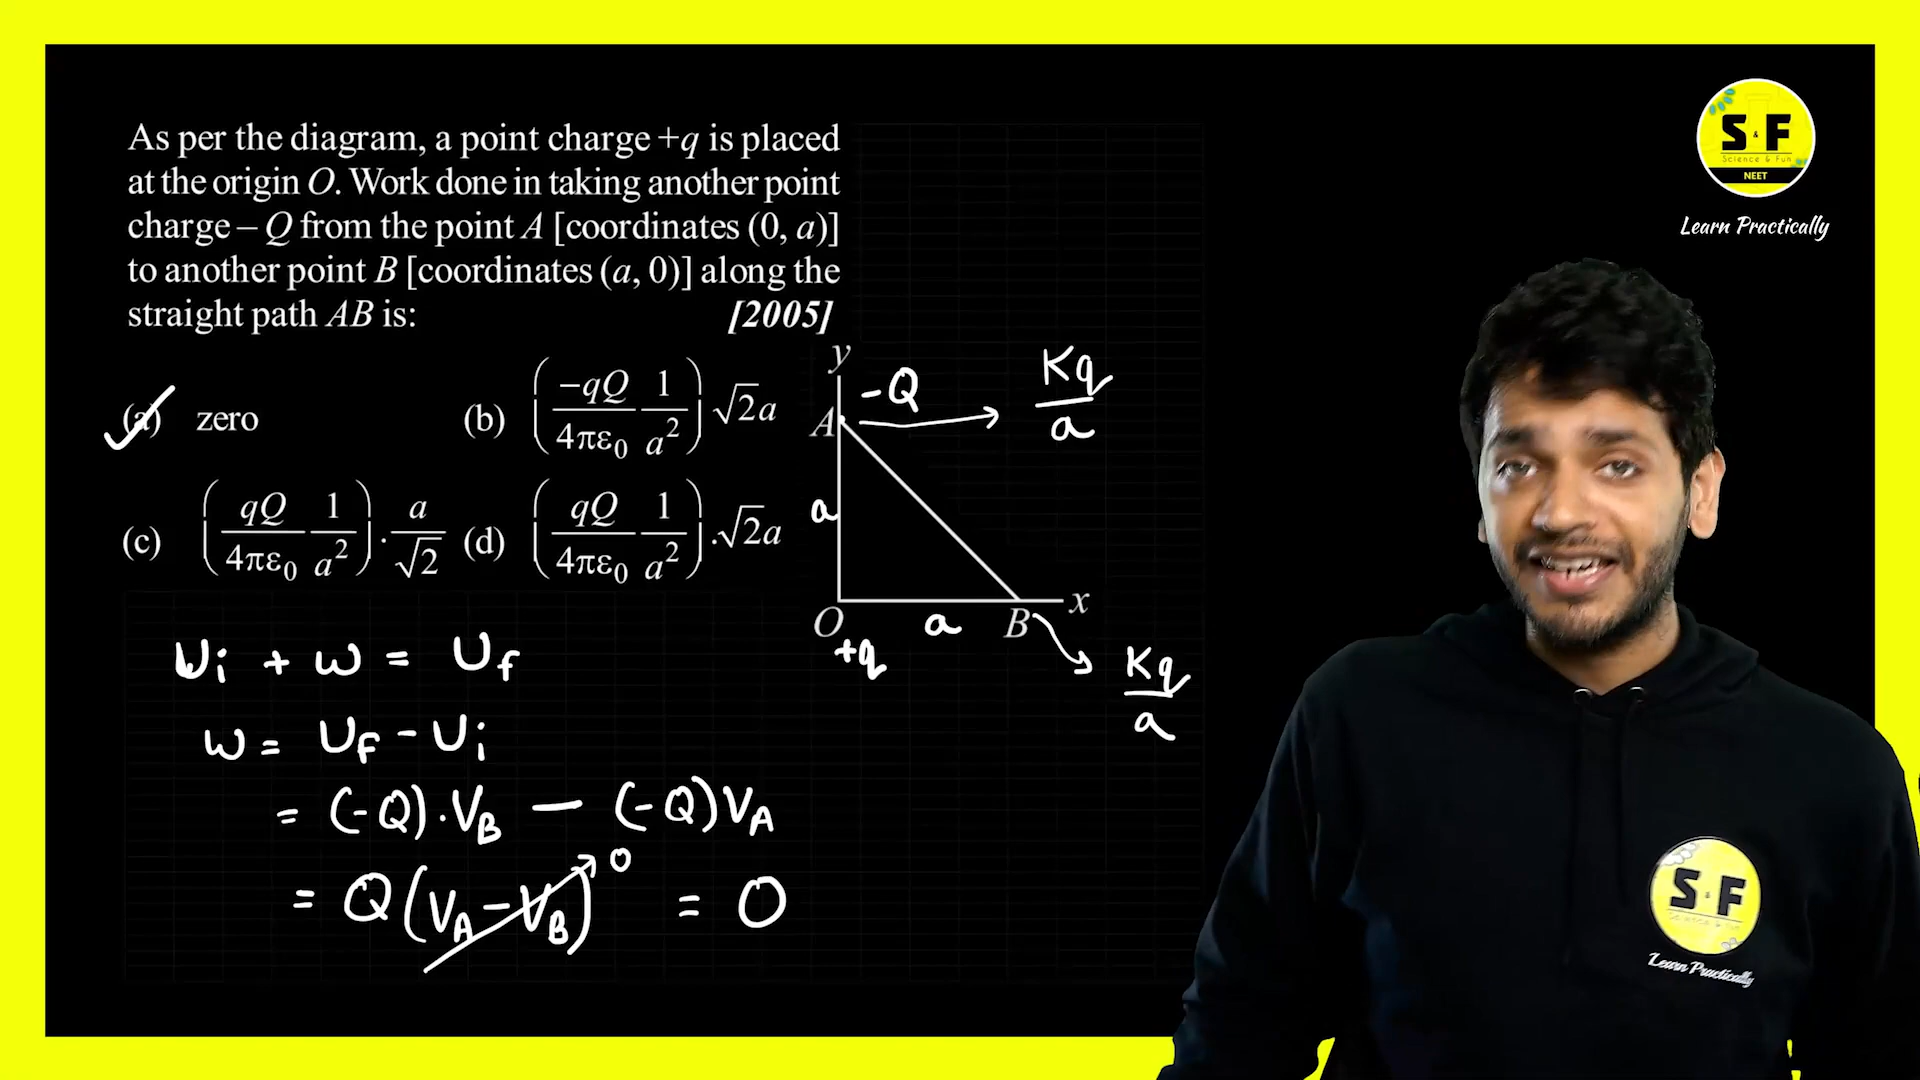 As per the diagram, a point charge +q is placed
at the origin O. Work done in taking another point
charge – Q from the point A [coordinates (0, a)]
to another point B [coordinates (a, 0)] along the
straight path AB is: [2005]
(a) zero
(b) (−qQ/4πε₀ 1/a²) √2a
(c) (qQ/4πε₀ 1/a²) · a/√2
(d) (qQ/4πε₀ 1/a²) .√2a
y
-Q
Kq/a
A
a
O
a
B
x
+q
Kq/a
Ui + w = Uf
w = Uf - Ui
= (-Q).VB — (-Q)VA
= Q(VA-VB) 0 = 0
S & F
Science & Fun
NEET
Learn Practically
S & F
Science & Fun
Learn Practically